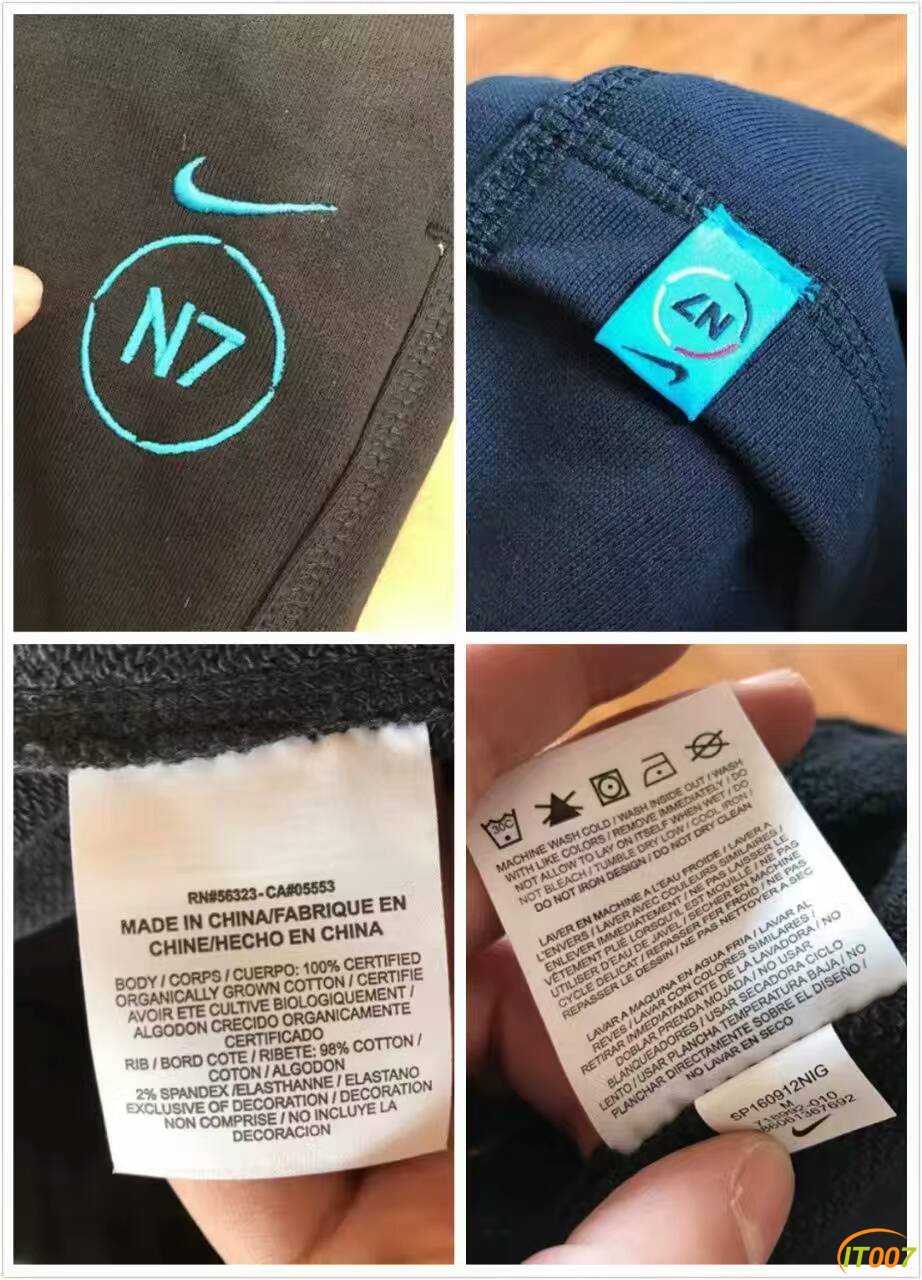 N7
N7
RN#56323-CA#05553
MADE IN CHINA/FABRIQUE EN
CHINE/HECHO EN CHINA
BODY / CORPS / CUERPO: 100% CERTIFIED
ORGANICALLY GROWN COTTON / CERTIFIE
AVOIR ETE CULTIVE BIOLOGIQUEMENT /
ALGODON CRECIDO ORGANICAMENTE
CERTIFICADO
RIB / BORD COTE / RIBETE: 98% COTTON /
COTON / ALGODON
2% SPANDEX /ELASTHANNE / ELASTANO
EXCLUSIVE OF DECORATION / DECORATION
NON COMPRISE / NO INCLUYE LA
DECORACION
30C
MACHINE WASH COLD / WASH INSIDE OUT / WASH
WITH LIKE COLORS / REMOVE IMMEDIATELY / DO
NOT ALLOW TO LAY ON ITSELF WHEN WET / DO
NOT BLEACH / TUMBLE DRY LOW / COOL IRON /
DO NOT IRON DESIGN / DO NOT DRY CLEAN
LAVER EN MACHINE A L'EAU FROIDE / LAVER A
L'ENVERS / LAVER AVEC COULEURS SIMILAIRES /
ENLEVER IMMEDIATEMENT / NE PAS LAISSER LE
VÊTEMENT PLIÉ LORSQU'IL EST MOUILLÉ / NE PAS
UTILISER D'EAU DE JAVEL / SECHER EN MACHINE
CYCLE DELICAT / REPASSER FER FROID / NE PAS
REPASSER LE DESSIN / NE PAS NETTOYER A SEC
LAVAR A MAQUINA EN AGUA FRIA / LAVAR AL
REVES / LAVAR CON COLORES SIMILARES /
RETIRAR IMMEDIATAMENTE DE LA LAVADORA / NO
DOBLAR PRENDA MOJADA / NO USAR
BLANQUEADORES / USAR SECADORA CICLO
LENTO / USAR PLANCHA TEMPERATURA BAJA / NO
PLANCHAR DIRECTAMENTE SOBRE EL DISEÑO /
NO LAVAR EN SECO
SP160912NIG
M
718992-010
IT007